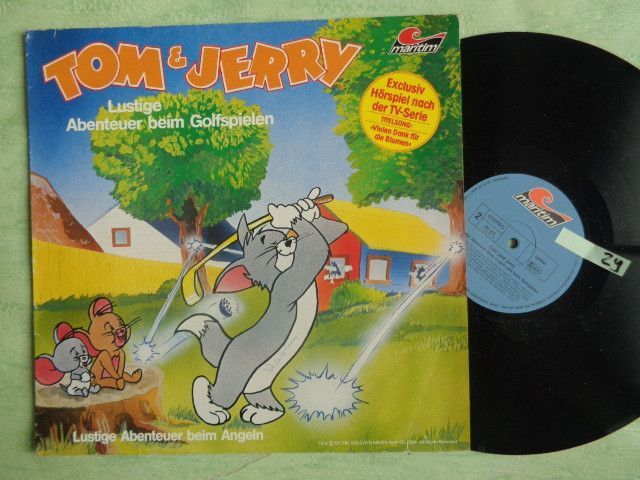 TOM & JERRY
maritim
Lustige
Abenteuer beim Golfspielen
Exclusiv
Hörspiel nach
der TV-Serie
TITELSONG:
»Vielen Dank für
die Blumen«
Lustige Abenteuer beim Angeln
maritim
2
STEREO
24